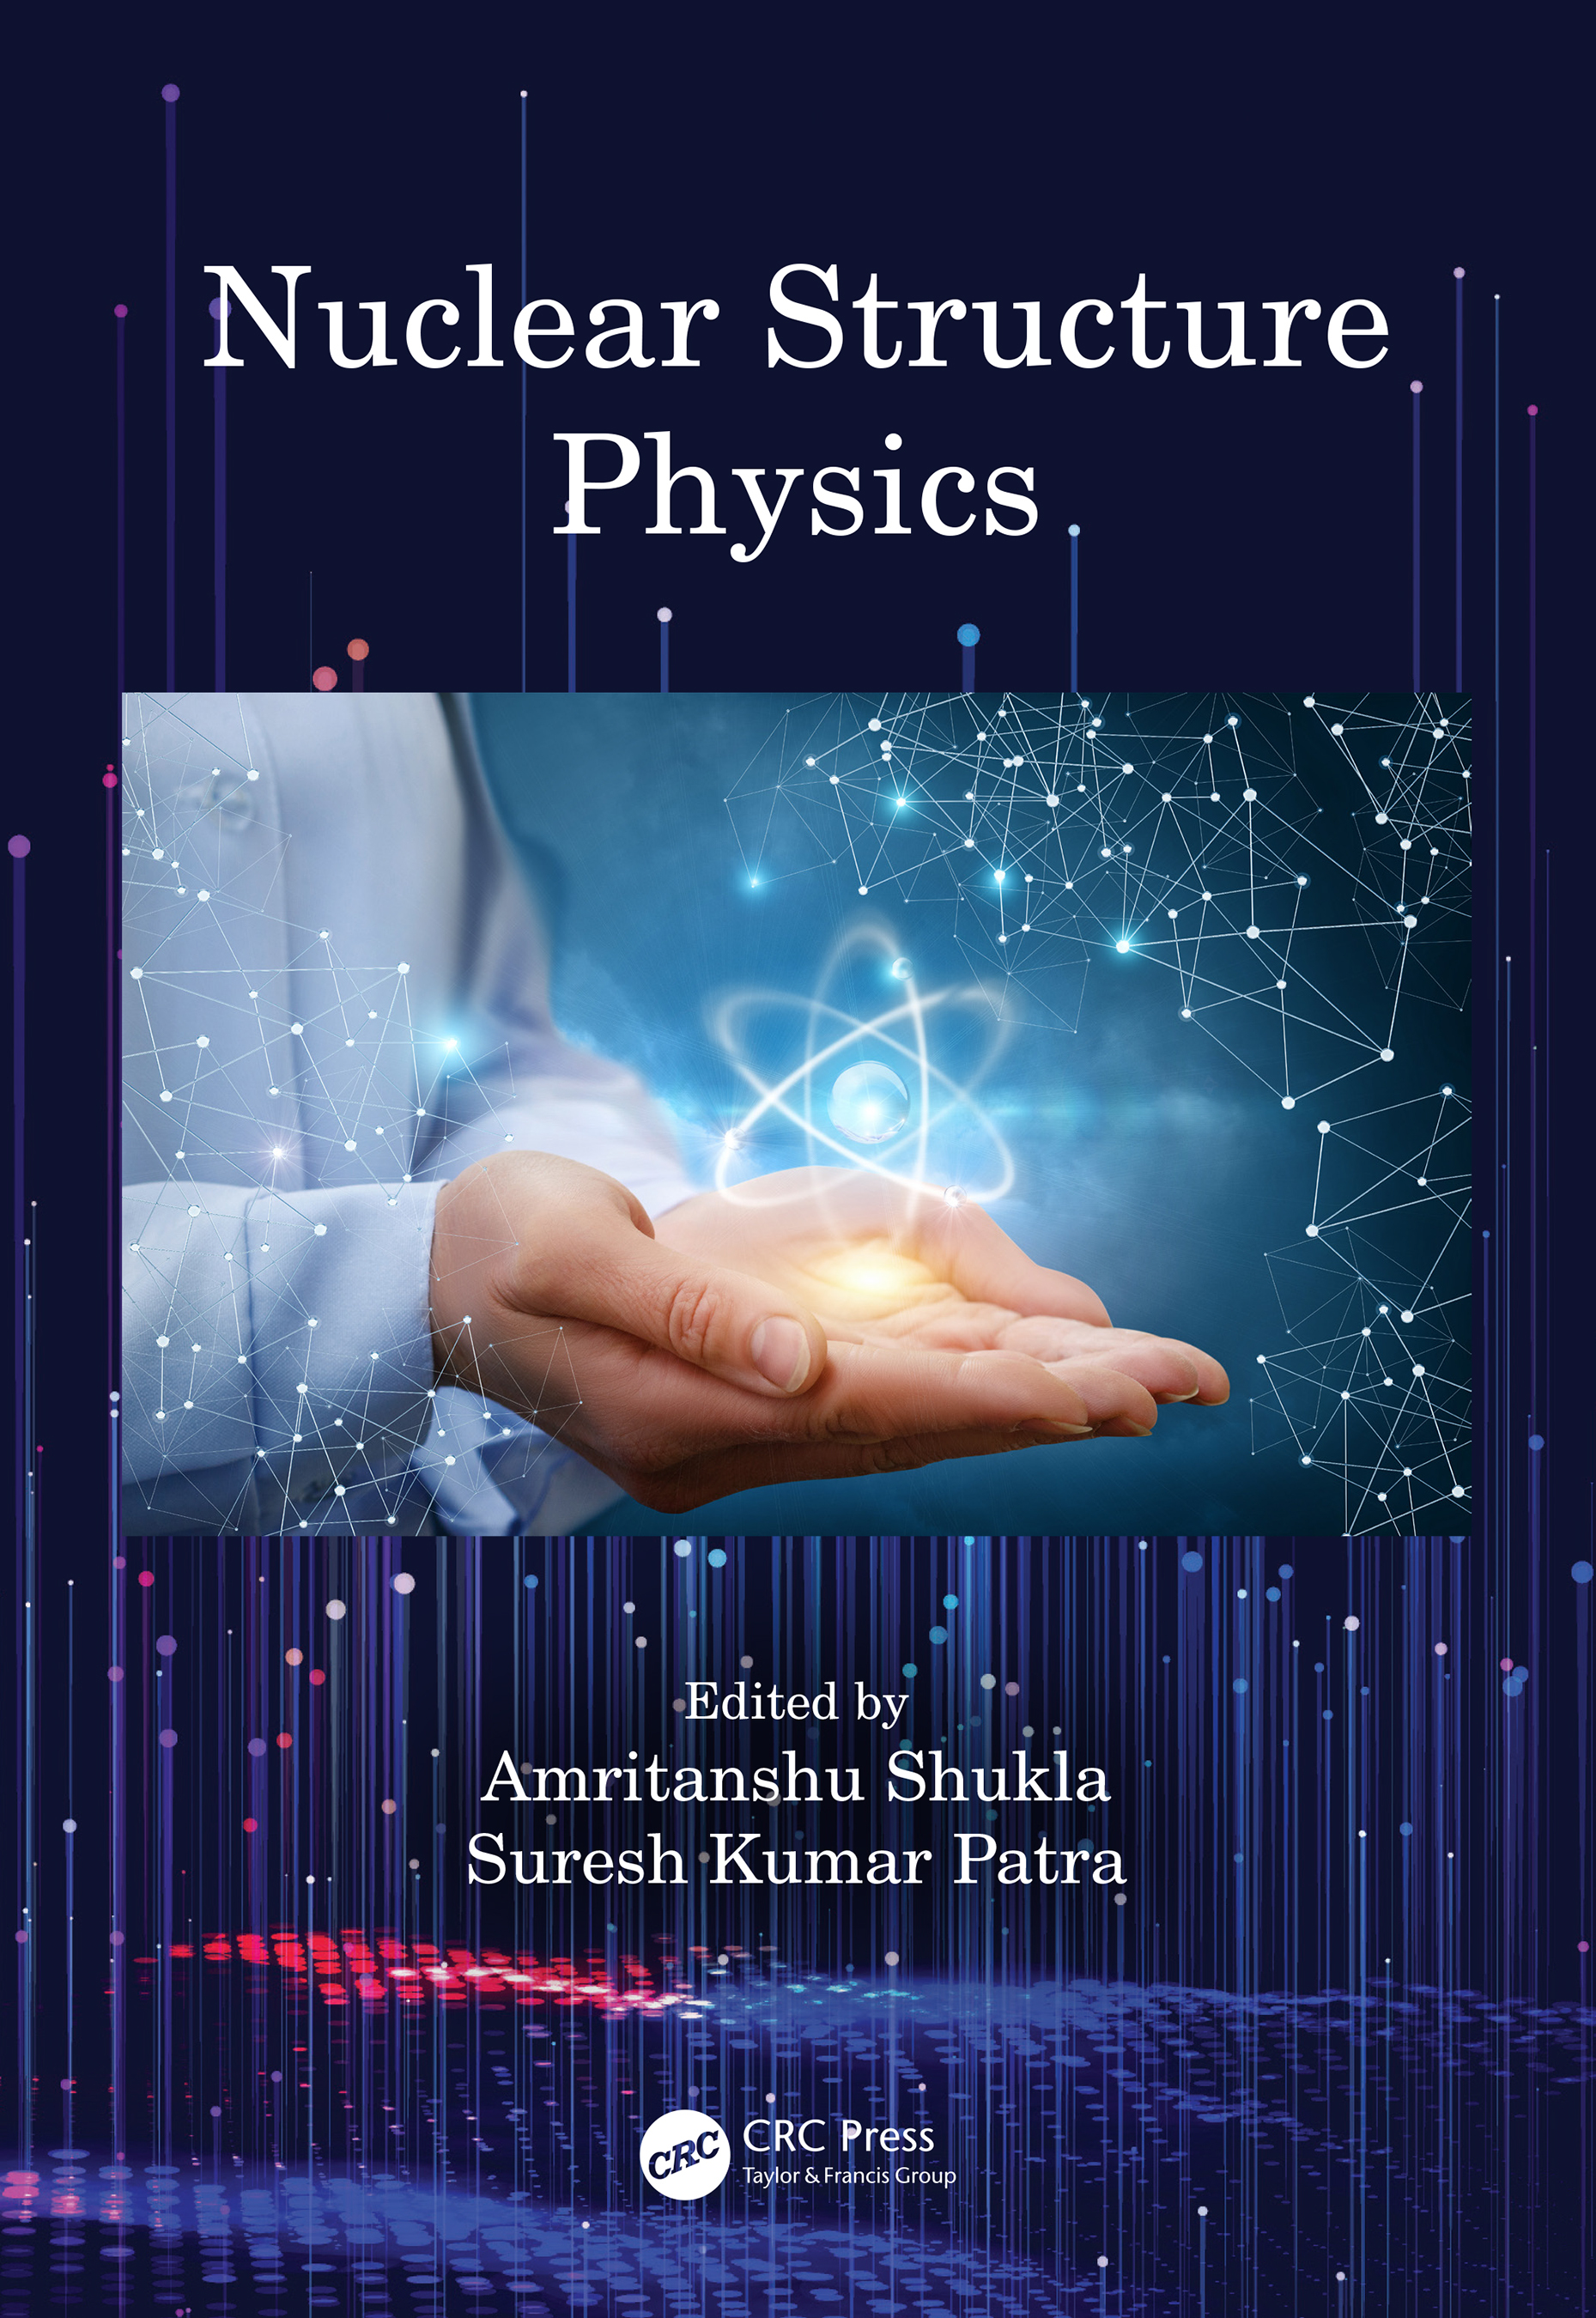 Nuclear Structure
Physics
Edited by
Amritanshu Shukla
Suresh Kumar Patra
CRC
CRC Press
Taylor & Francis Group